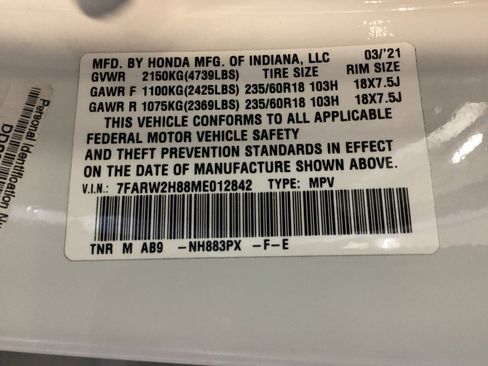 MFD. BY HONDA MFG. OF INDIANA, LLC 03/'21
GVWR 2150KG(4739LBS) TIRE SIZE RIM SIZE
GAWR F 1100KG(2425LBS) 235/60R18 103H 18X7.5J
GAWR R 1075KG(2369LBS) 235/60R18 103H 18X7.5J
THIS VEHICLE CONFORMS TO ALL APPLICABLE
FEDERAL MOTOR VEHICLE SAFETY
AND THEFT PREVENTION STANDARDS IN EFFECT
ON THE DATE OF MANUFACTURE SHOWN ABOVE.
V.I.N.: 7FARW2H88ME012842 TYPE: MPV
TNR M AB9 -NH883PX -F-E
Personal Identification